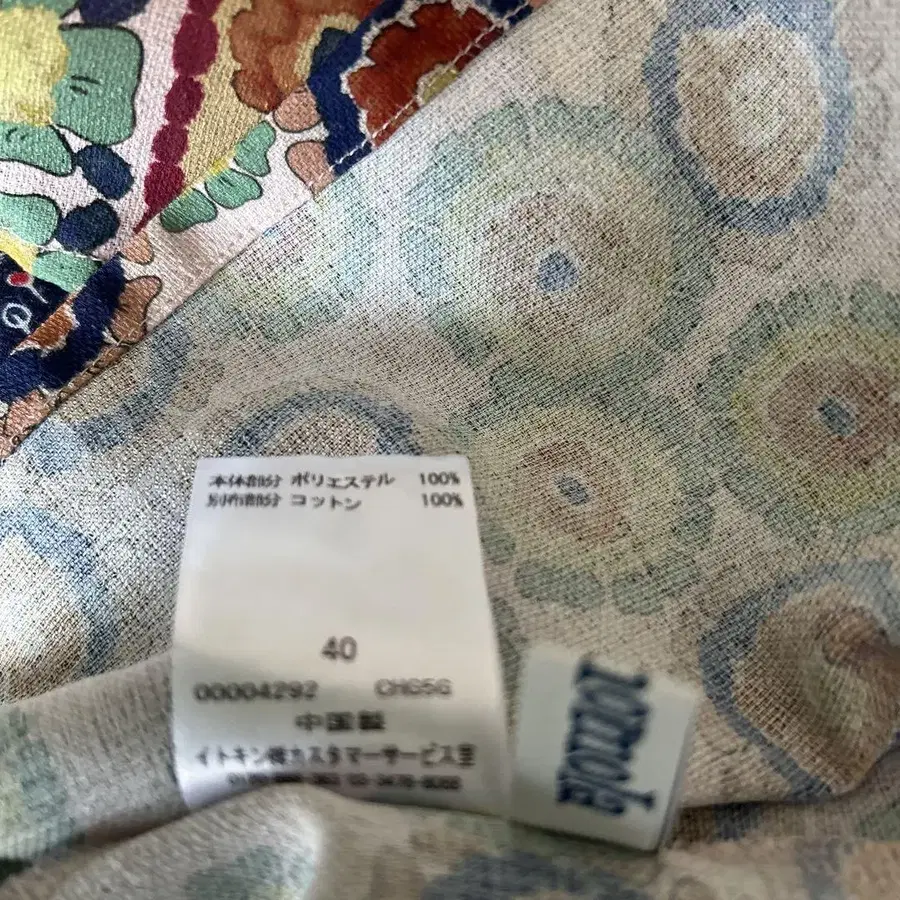 本体部分 ポリエステル 100%
別布部分 コットン 100%
40
00004292 CHG5G
中国製
イトキン㈱カスタマーサービス室